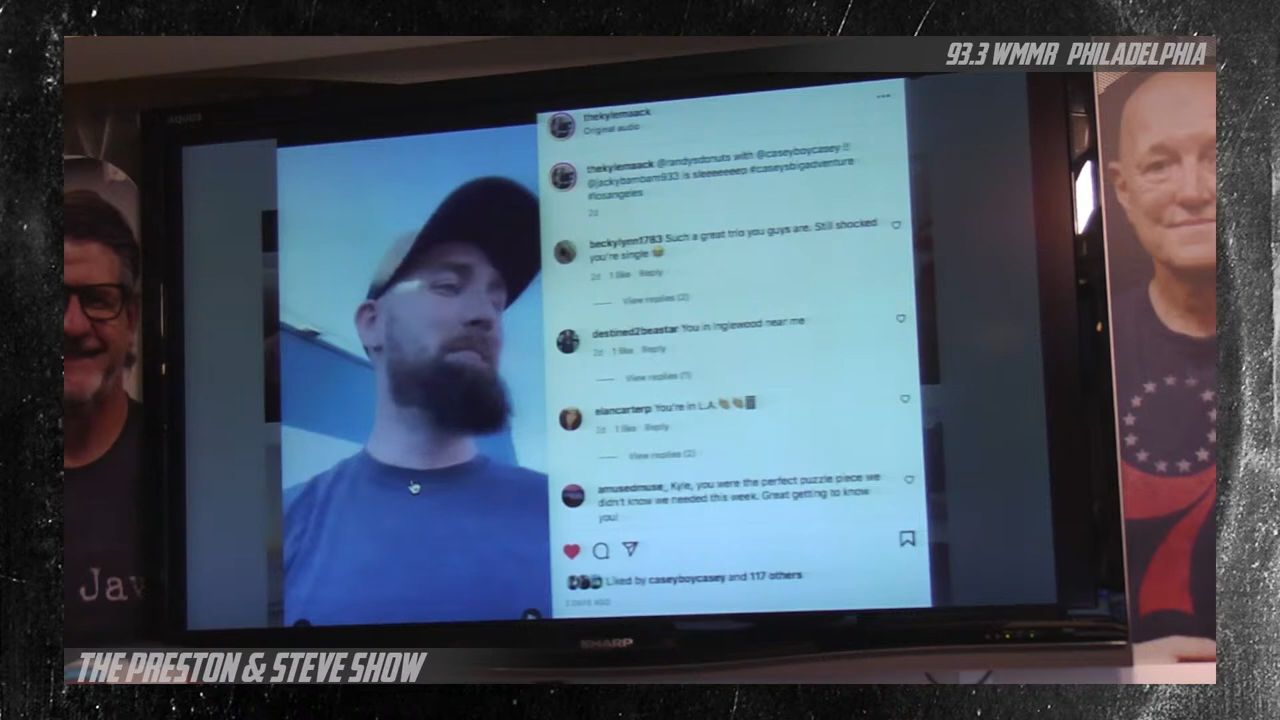 93.3 WMMR PHILADELPHIA
AQUOS
thekylemaack
Original audio
thekylemaack @randysdonuts with @caseyboycasey !!
@jackybambam933 is sleeeeeeep #caseysbigadventure
#losangeles
2d
beckylynn1783 Such a great trio you guys are. Still shocked
you're single 😂
2d 1 like Reply
View replies (2)
destined2beastar You in Inglewood near me
2d 1 like Reply
View replies (1)
elancarterp You're in L.A.
2d 1 like Reply
View replies (2)
amusedmuse_ Kyle, you were the perfect puzzle piece we
didn't know we needed this week. Great getting to know
you!
Liked by caseyboycasey and 117 others
2 DAYS AGO
Jav
SHARP
THE PRESTON & STEVE SHOW